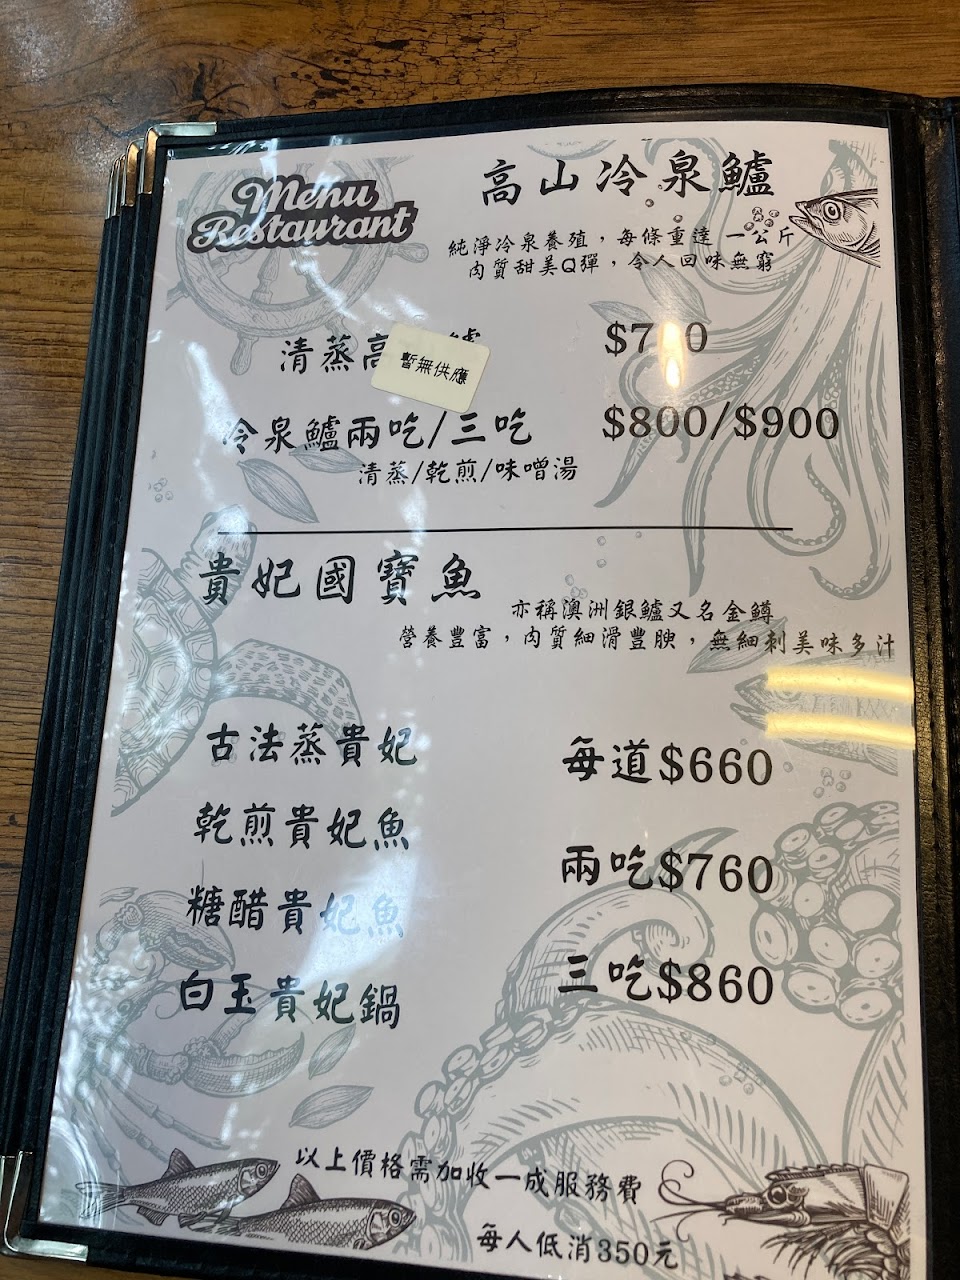 Menu
Restaurant
高山冷泉鱸
純淨冷泉養殖，每條重達一公斤
肉質甜美Q彈，令人回味無窮
清蒸高 鱸 $7 0
暫無供應
冷泉鱸兩吃/三吃 $800/$900
清蒸/乾煎/味噌湯
貴妃國寶魚
亦稱澳洲銀鱸又名金鱒
營養豐富，肉質細滑豐腴，無細刺美味多汁
古法蒸貴妃 每道$660
乾煎貴妃魚
兩吃$760
糖醋貴妃魚
三吃$860
白玉貴妃鍋
以上價格需加收一成服務費
每人低消350元